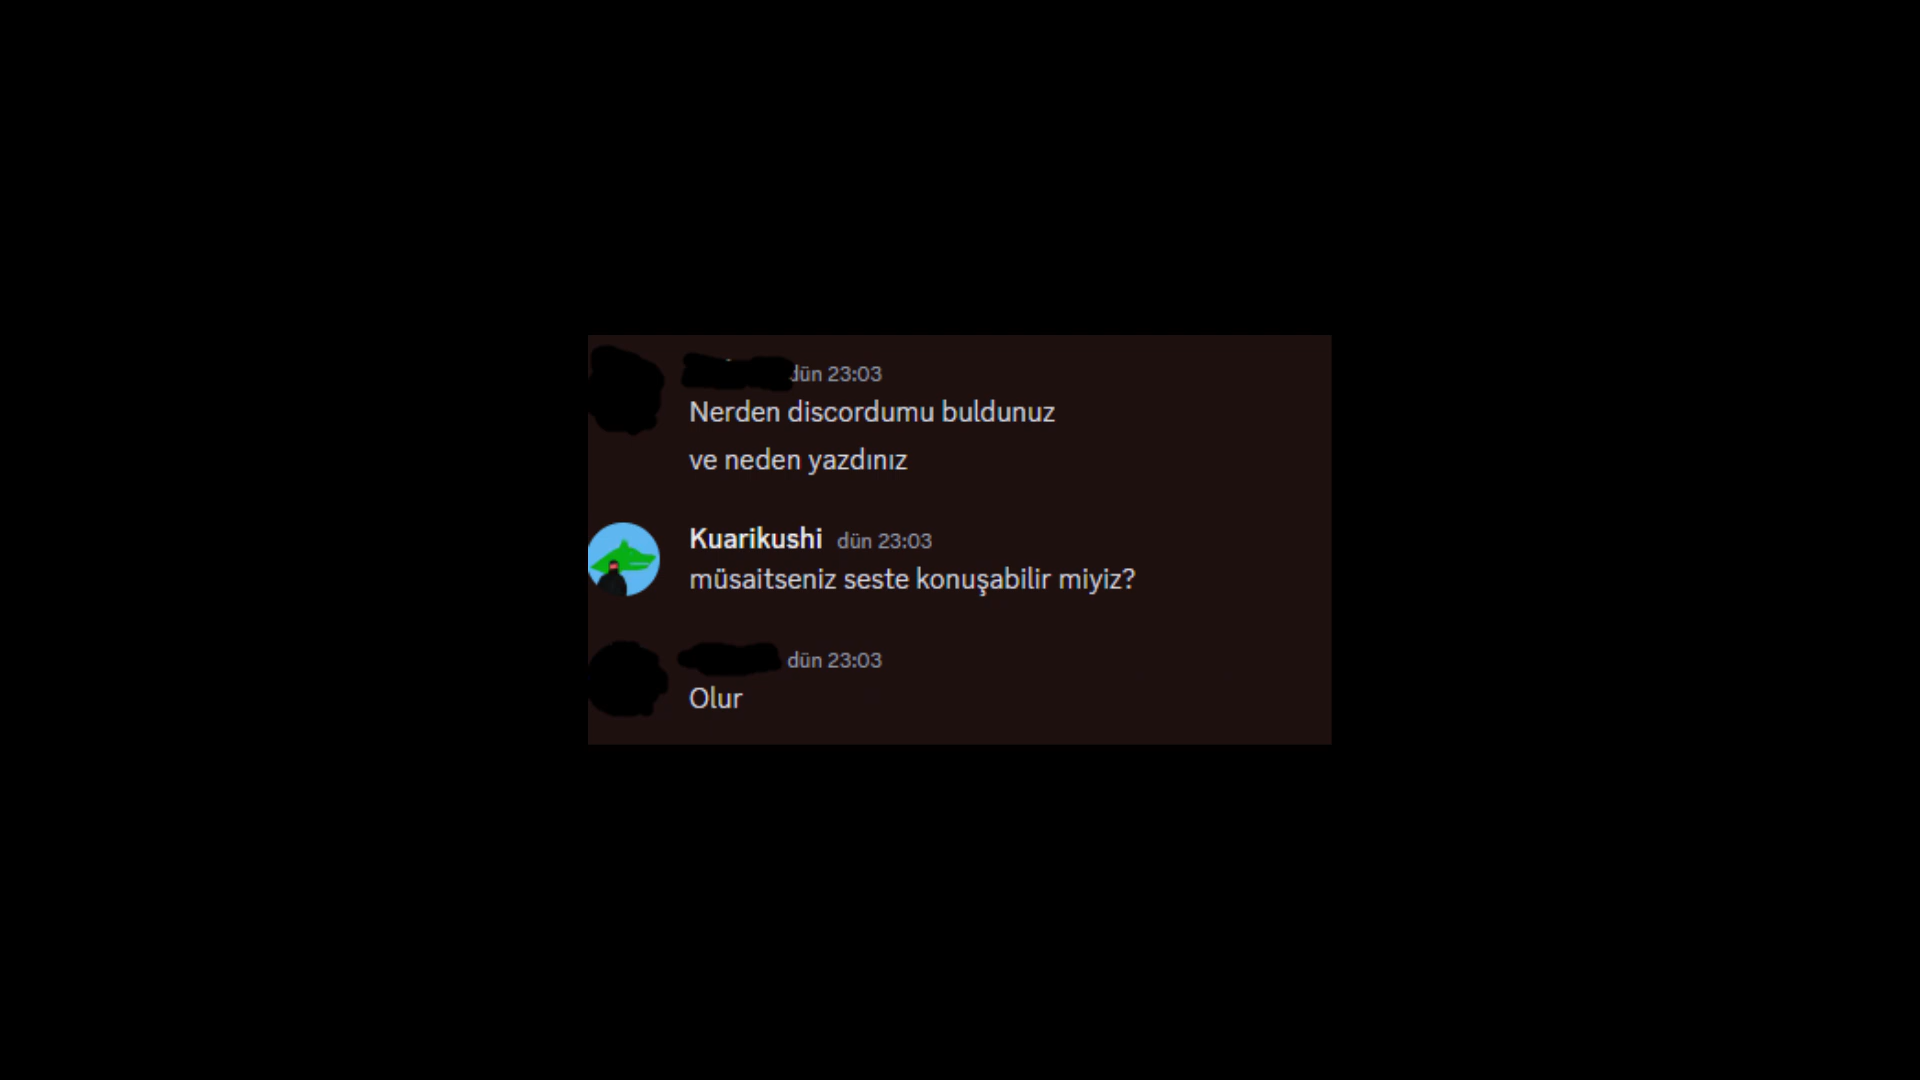 dün 23:03
Nerden discordumu buldunuz
ve neden yazdınız
Kuarikushi dün 23:03
müsaitseniz seste konuşabilir miyiz?
dün 23:03
Olur